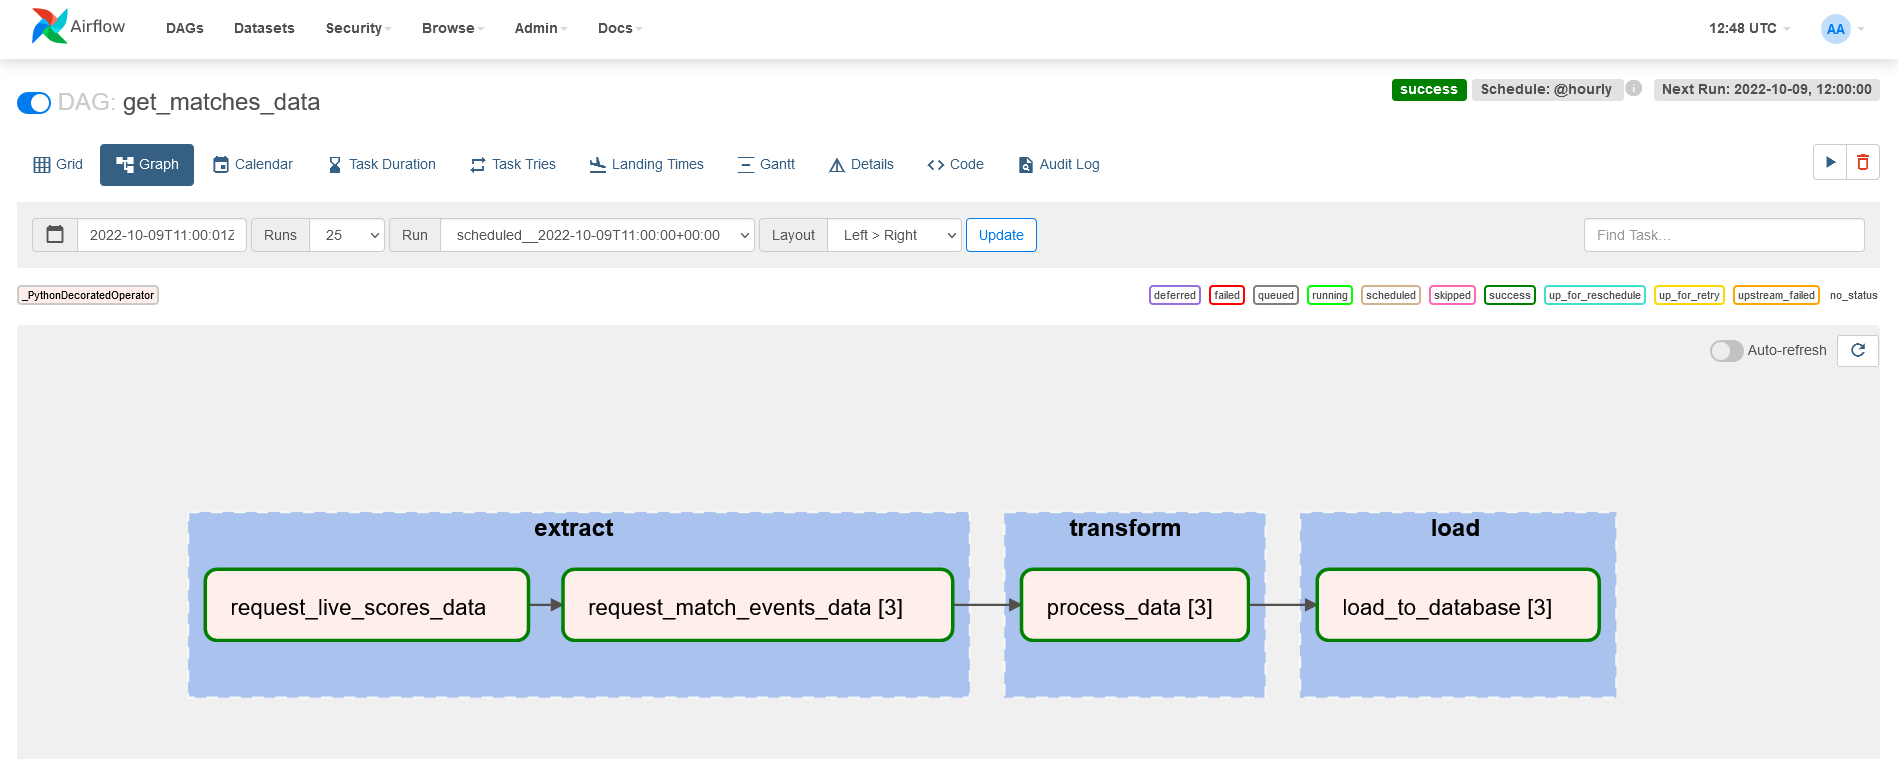 Airflow DAGs Datasets Security Browse Admin Docs 12:48 UTC AA
DAG: get_matches_data success Schedule: @hourly i Next Run: 2022-10-09, 12:00:00
Grid Graph Calendar Task Duration Task Tries Landing Times Gantt Details Code Audit Log
2022-10-09T11:00:01Z Runs 25 Run scheduled__2022-10-09T11:00:00+00:00 Layout Left > Right Update Find Task...
_PythonDecoratedOperator deferred failed queued running scheduled skipped success up_for_reschedule up_for_retry upstream_failed no_status
Auto-refresh
extract transform load
request_live_scores_data request_match_events_data [3] process_data [3] load_to_database [3]